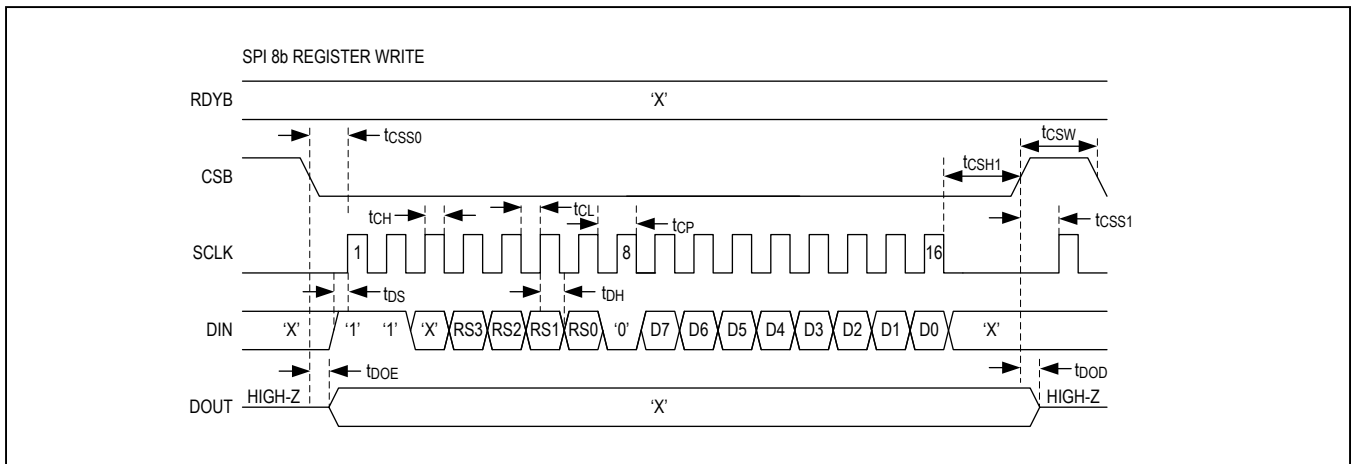 SPI 8b REGISTER WRITE
RDYB 'X'
tCSS0 tCSW
CSB tCSH1
tCH tCL tCP tCSS1
SCLK 1 8 16
tDS tDH
DIN 'X' '1' '1' 'X' RS3 RS2 RS1 RS0 '0' D7 D6 D5 D4 D3 D2 D1 D0 'X'
tDOE tDOD
DOUT HIGH-Z 'X' HIGH-Z